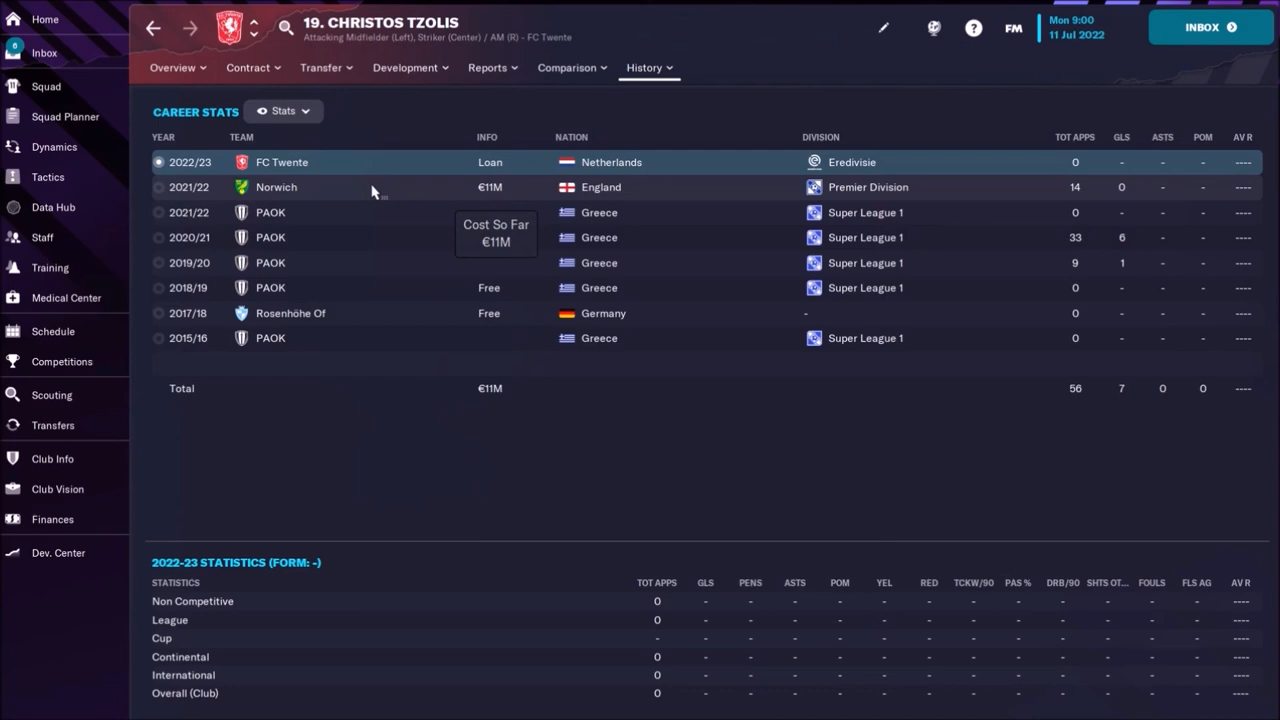 Home
6
Inbox
Squad
Squad Planner
Dynamics
Tactics
Data Hub
Staff
Training
Medical Center
Schedule
Competitions
Scouting
Transfers
Club Info
Club Vision
Finances
Dev. Center
19. CHRISTOS TZOLIS
Attacking Midfielder (Left), Striker (Center) / AM (R) - FC Twente
FM
Mon 9:00
11 Jul 2022
INBOX
Overview Contract Transfer Development Reports Comparison History
CAREER STATS Stats
YEAR TEAM INFO NATION DIVISION TOT APPS GLS ASTS POM AV R
2022/23 FC Twente Loan Netherlands Eredivisie 0 - - - ----
2021/22 Norwich €11M England Premier Division 14 0 - - ----
2021/22 PAOK Greece Super League 1 0 - - - ----
2020/21 PAOK Greece Super League 1 33 6 - - ----
2019/20 PAOK Greece Super League 1 9 1 - - ----
2018/19 PAOK Free Greece Super League 1 0 - - - ----
2017/18 Rosenhöhe Of Free Germany - 0 - - - ----
2015/16 PAOK Greece Super League 1 0 - - - ----
Cost So Far
€11M
Total €11M 56 7 0 0 ----
2022-23 STATISTICS (FORM: -)
STATISTICS TOT APPS GLS PENS ASTS POM YEL RED TCKW/90 PAS % DRB/90 SHTS OT... FOULS FLS AG AV R
Non Competitive 0 - - - - - - - - - - - - ----
League 0 - - - - - - - - - - - - ----
Cup - - - - - - - - - - - - - ----
Continental 0 - - - - - - - - - - - - ----
International 0 - - - - - - - - - - - - ----
Overall (Club) 0 - - - - - - - - - - - - ----